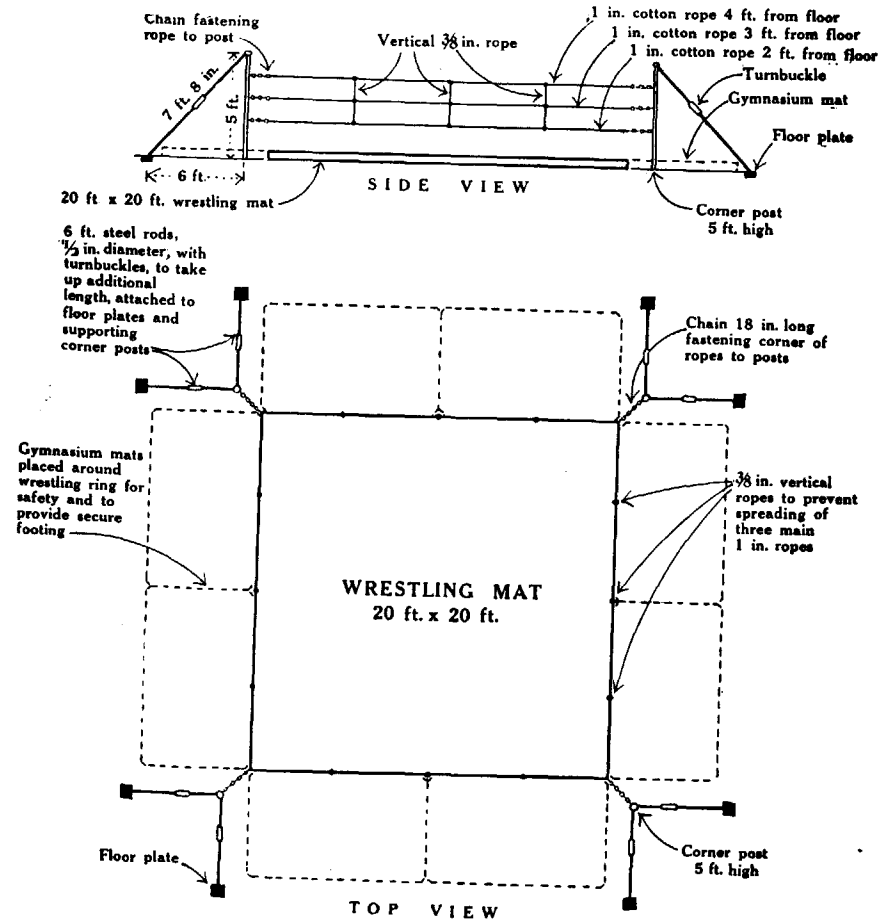 Chain fastening
rope to post
Vertical 3/8 in. rope
1 in. cotton rope 4 ft. from floor
1 in. cotton rope 3 ft. from floor
1 in. cotton rope 2 ft. from floor
Turnbuckle
Gymnasium mat
Floor plate
7 ft. 8 in.
5 ft.
6 ft.
SIDE VIEW
20 ft x 20 ft. wrestling mat
Corner post
5 ft. high
6 ft. steel rods,
1/2 in. diameter, with
turnbuckles, to take
up additional
length, attached to
floor plates and
supporting
corner posts
Chain 18 in. long
fastening corner of
ropes to posts
Gymnasium mats
placed around
wrestling ring for
safety and to
provide secure
footing
3/8 in. vertical
ropes to prevent
spreading of
three main
1 in. ropes
WRESTLING MAT
20 ft. x 20 ft.
Floor plate
Corner post
5 ft. high
TOP VIEW